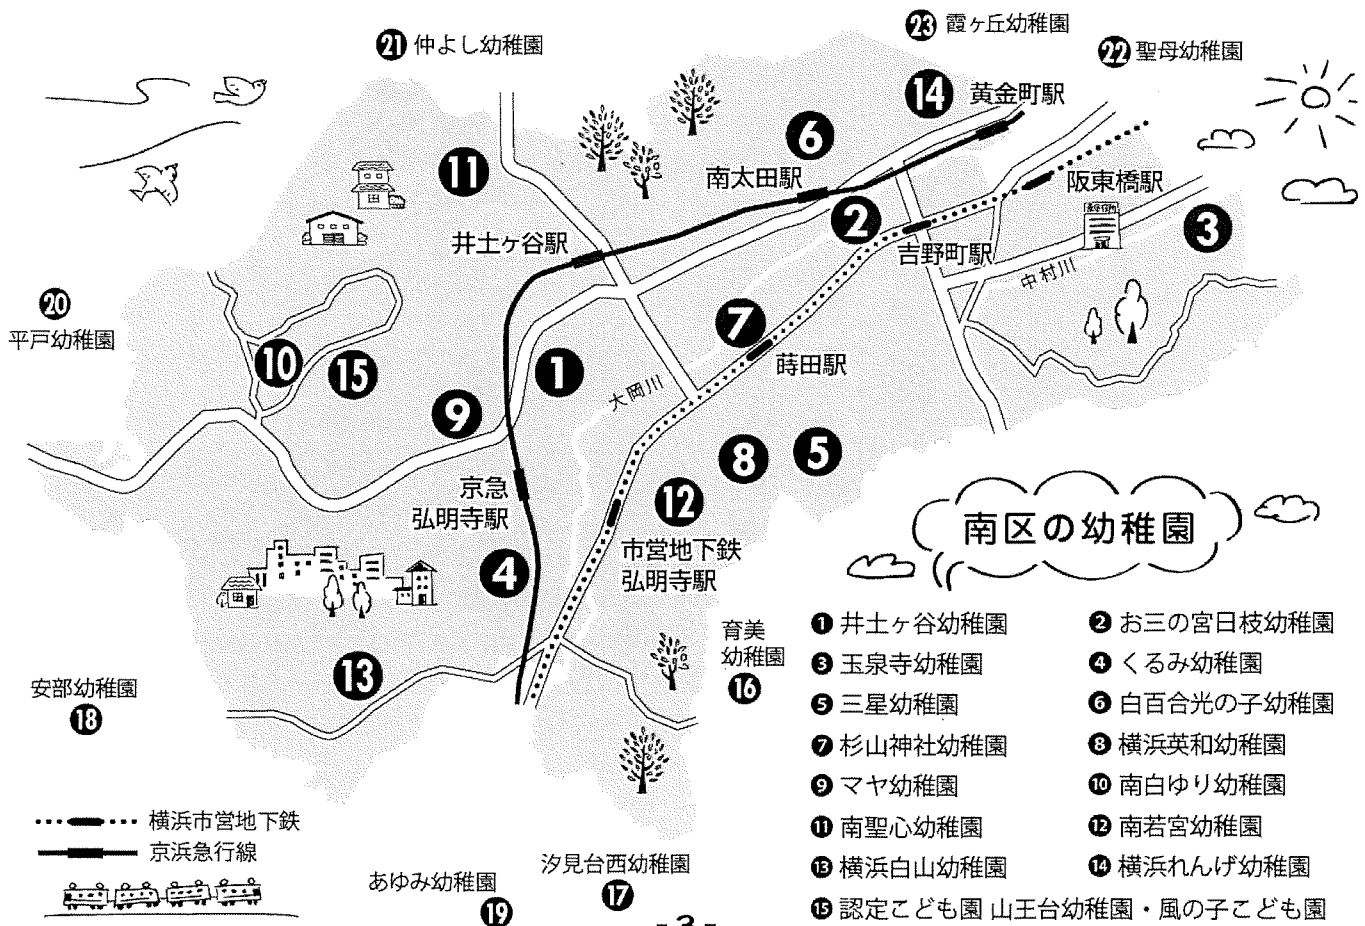 ㉑ 仲よし幼稚園
㉓ 霞ヶ丘幼稚園
㉒ 聖母幼稚園
⑭
黄金町駅
⑥
⑪
南太田駅
阪東橋駅
②
③
井土ヶ谷駅
吉野町駅
中村川
⑳
平戸幼稚園
⑦
⑩
⑮
①
蒔田駅
大岡川
⑨
⑧
⑤
京急
弘明寺駅
⑫
市営地下鉄
弘明寺駅
④
⑬
育美
幼稚園
⑯
安部幼稚園
⑱
南区の幼稚園
❶ 井土ヶ谷幼稚園
❷ お三の宮日枝幼稚園
❸ 玉泉寺幼稚園
❹ くるみ幼稚園
❺ 三星幼稚園
❻ 白百合光の子幼稚園
❼ 杉山神社幼稚園
❽ 横浜英和幼稚園
❾ マヤ幼稚園
❿ 南白ゆり幼稚園
⓫ 南聖心幼稚園
⓬ 南若宮幼稚園
⓭ 横浜白山幼稚園
⓮ 横浜れんげ幼稚園
⓯ 認定こども園 山王台幼稚園・風の子こども園
横浜市営地下鉄
京浜急行線
あゆみ幼稚園
⑲
汐見台西幼稚園
⑰
- 3 -